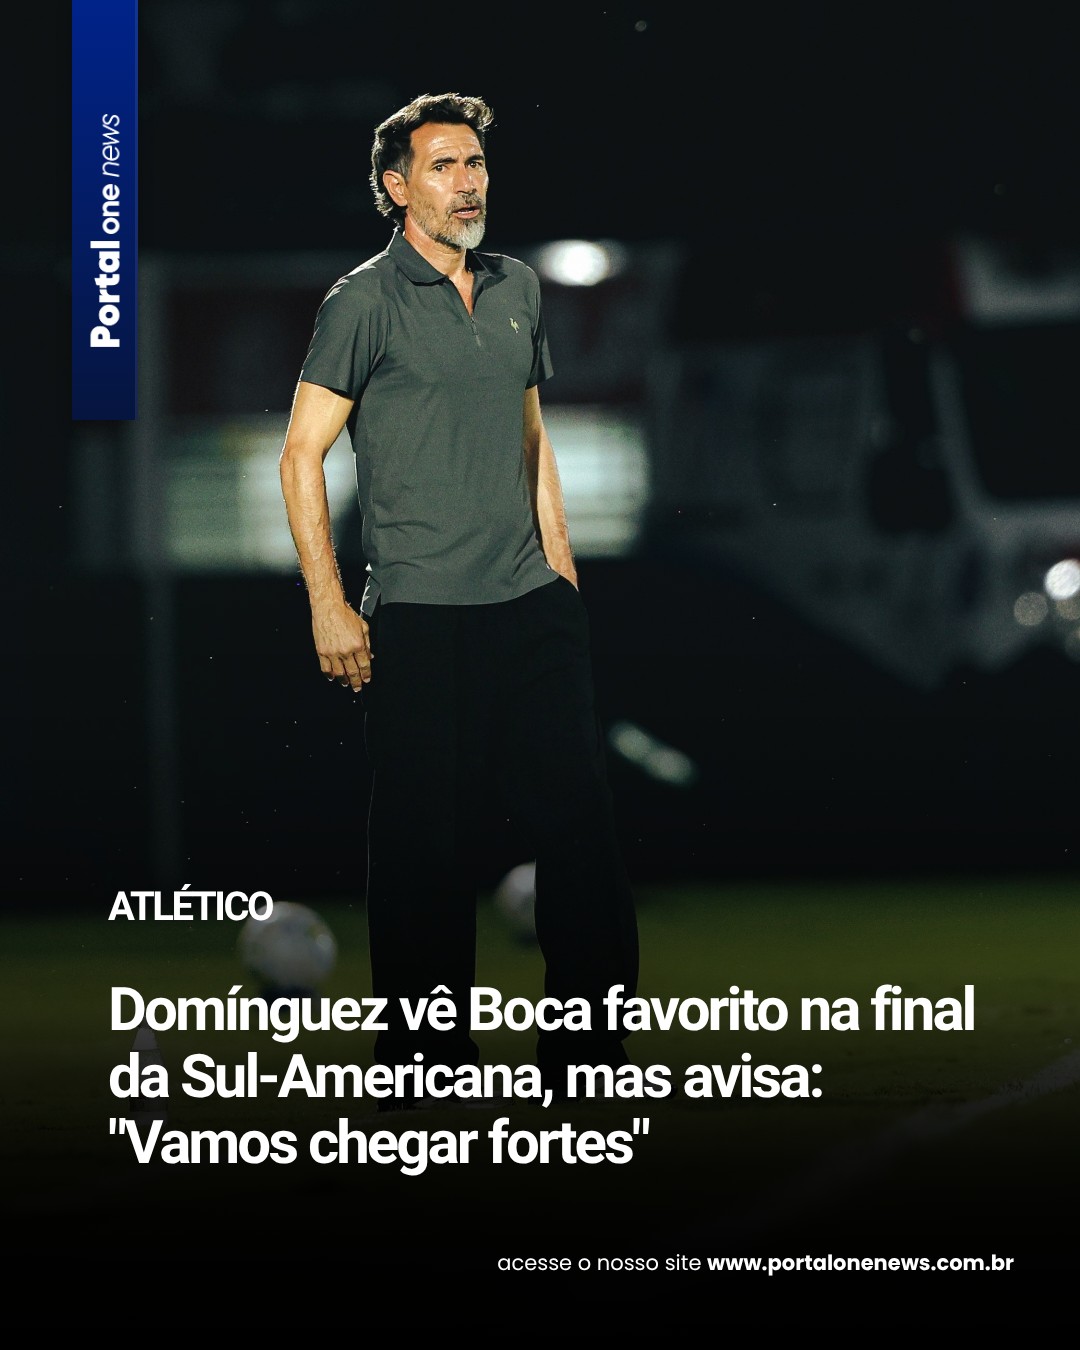 Portal one news
ATLÉTICO
Domínguez vê Boca favorito na final
da Sul-Americana, mas avisa:
"Vamos chegar fortes"
acesse o nosso site www.portalonenews.com.br